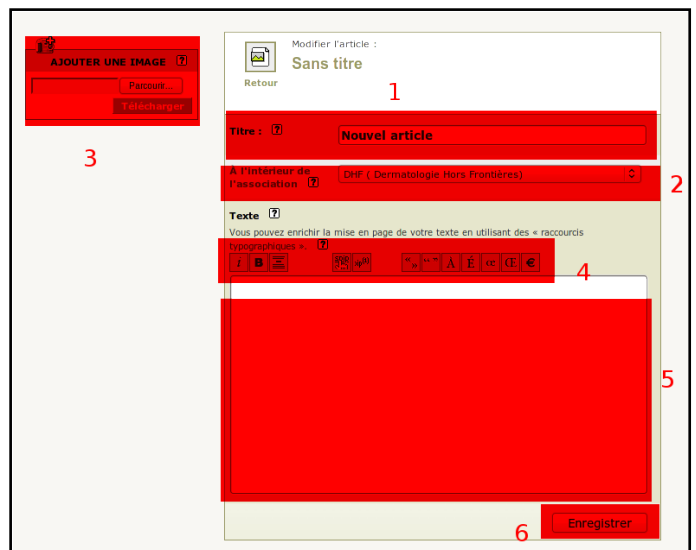 Modifier l'article :
Sans titre
Retour
AJOUTER UNE IMAGE ?
Parcourir...
Télécharger
1
Titre : ?
Nouvel article
3
À l'intérieur de
l'association ?
DHF ( Dermatologie Hors Frontières)
2
Texte ?
Vous pouvez enrichir la mise en page de votre texte en utilisant des « raccourcis
typographiques ». ?
I B
À É œ Œ €
4
5
Enregistrer
6